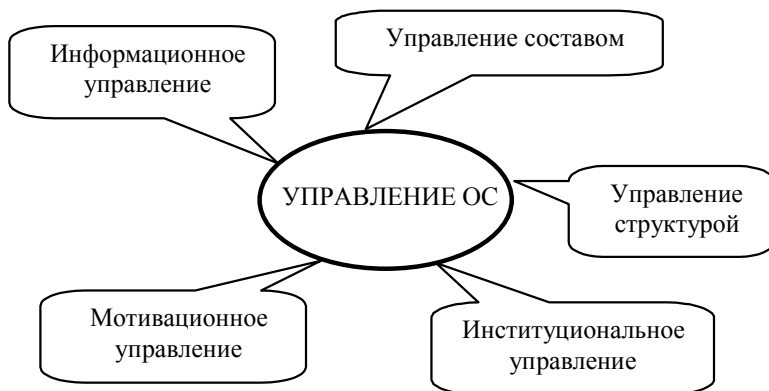 Информационное
управление
Управление составом
УПРАВЛЕНИЕ ОС
Управление
структурой
Мотивационное
управление
Институциональное
управление